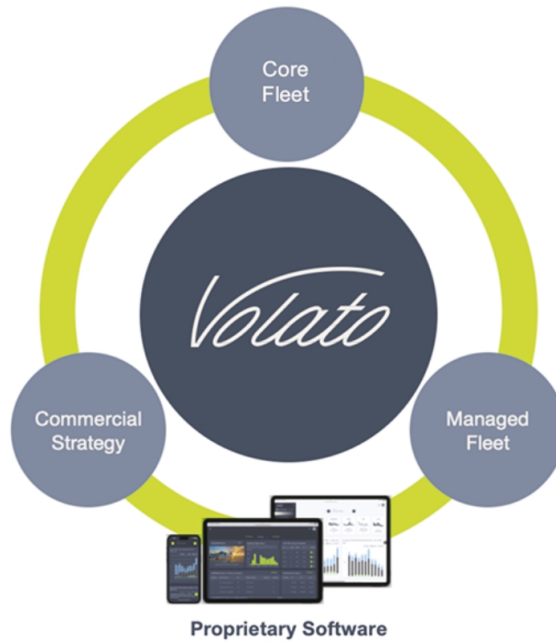 Core
Fleet
Volato
Commercial
Strategy
Managed
Fleet
Proprietary Software